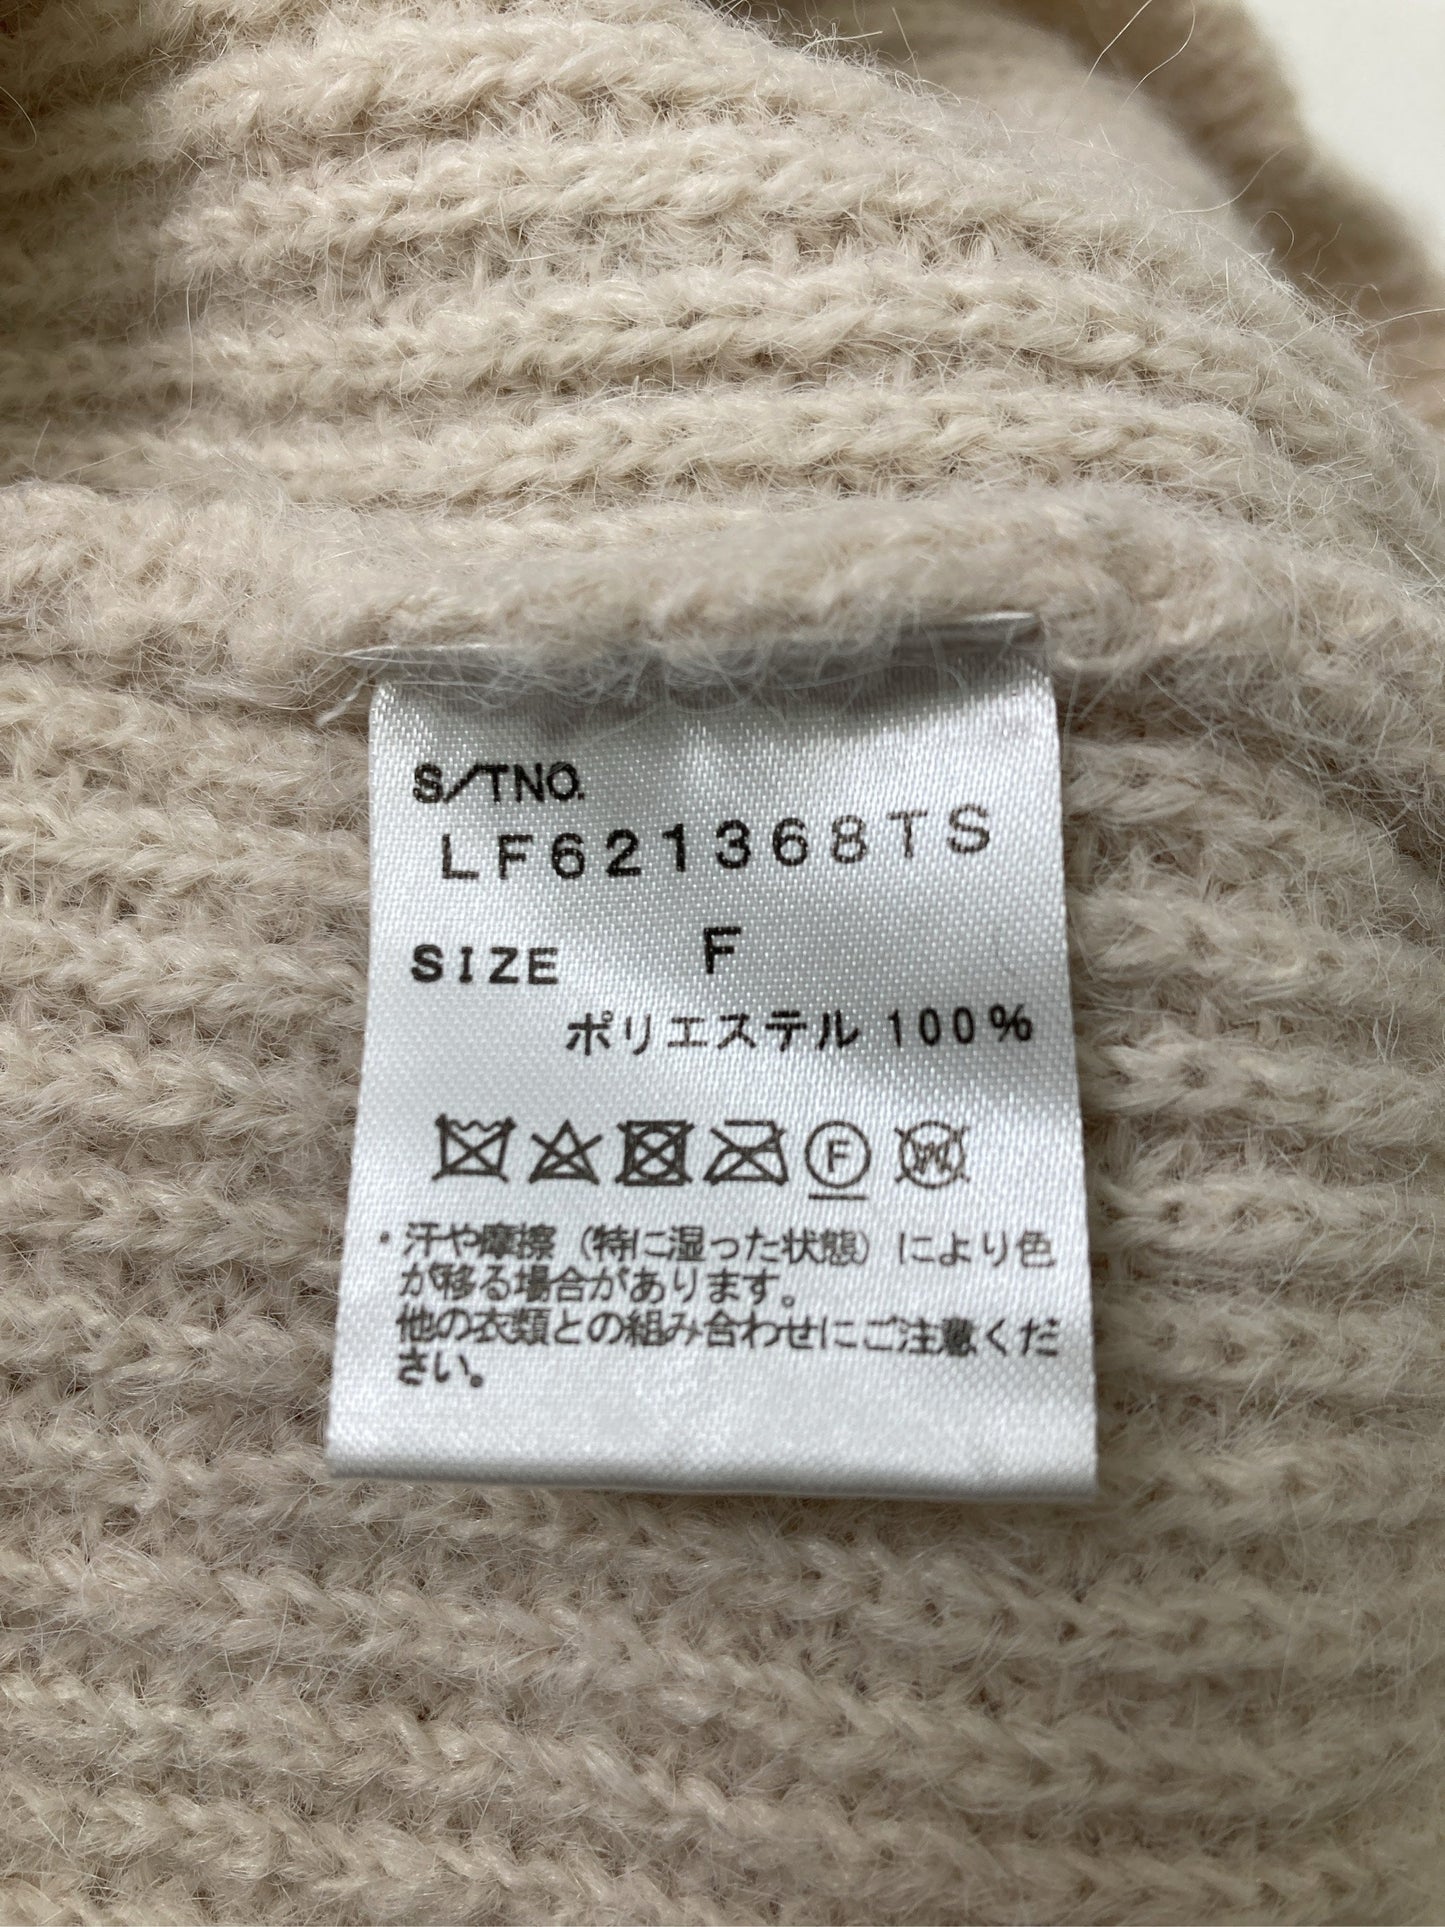 S/TNO.
LF621368TS
SIZE F
ポリエステル 100%
F
W
・汗や摩擦（特に湿った状態）により色
が移る場合があります。
他の衣類との組み合わせにご注意くだ
さい。